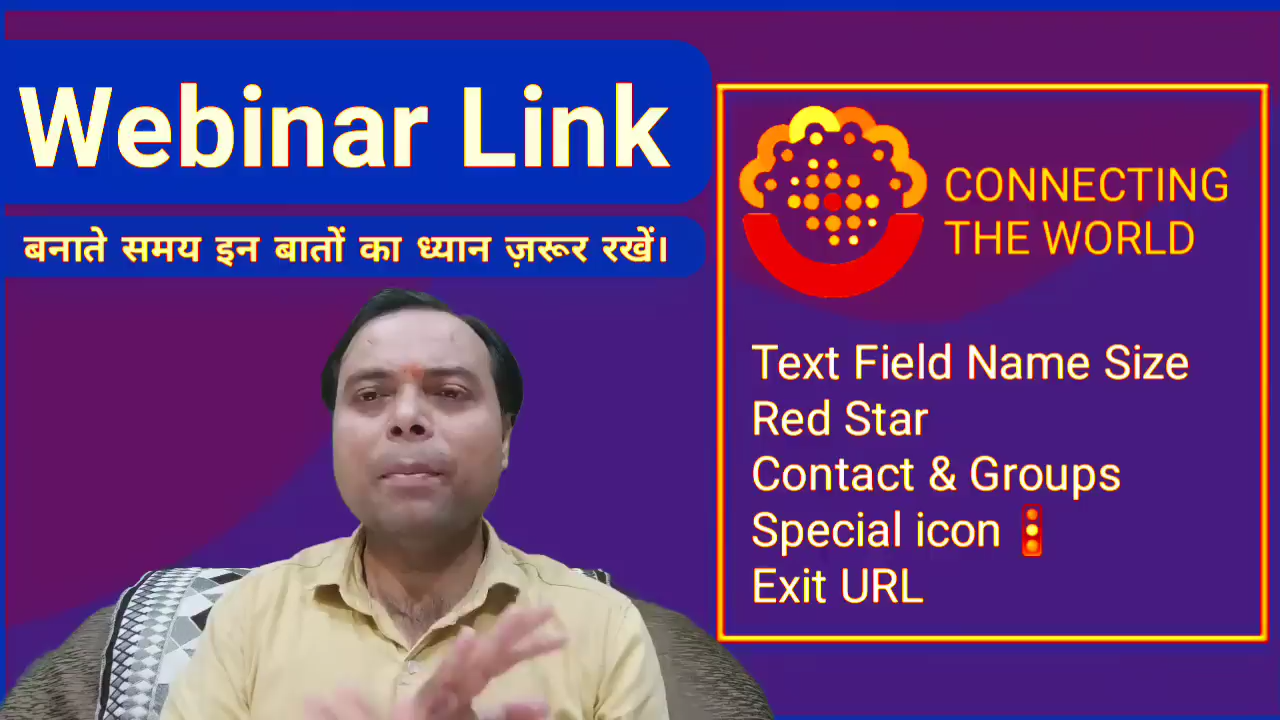 Webinar Link
बनाते समय इन बातों का ध्यान ज़रूर रखें।
CONNECTING
THE WORLD
Text Field Name Size
Red Star
Contact & Groups
Special icon
Exit URL